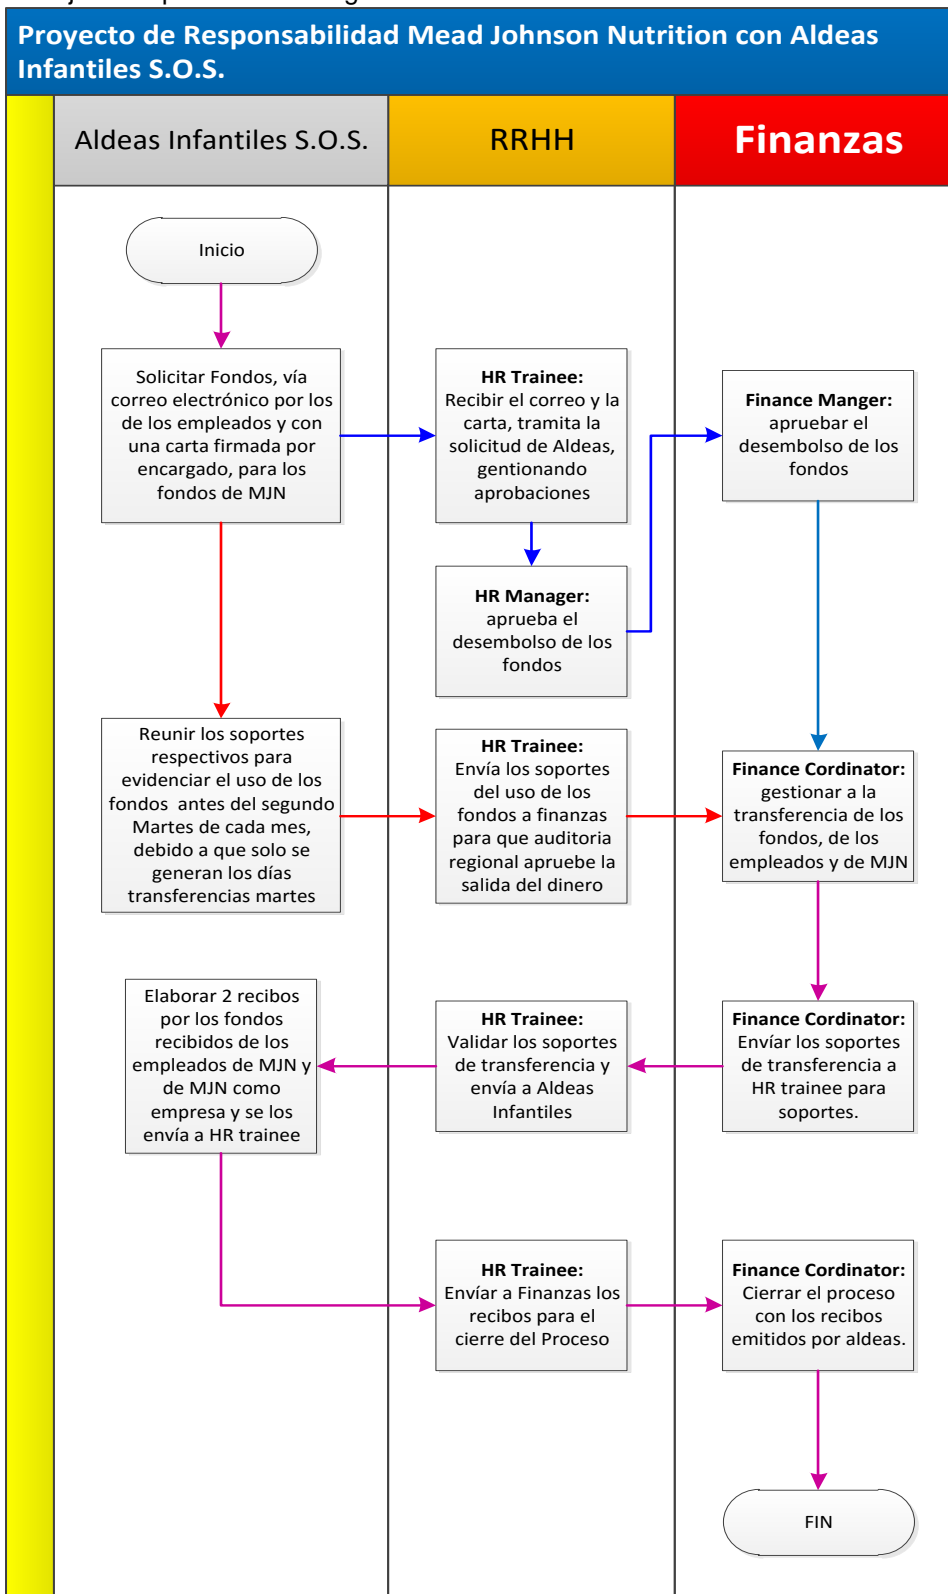 Proyecto de Responsabilidad Mead Johnson Nutrition con Aldeas
Infantiles S.O.S.
Aldeas Infantiles S.O.S.
RRHH
Finanzas
Inicio
Solicitar Fondos, vía
correo electrónico por los
de los empleados y con
una carta firmada por
encargado, para los
fondos de MJN
HR Trainee:
Recibir el correo y la
carta, tramita la
solicitud de Aldeas,
gentionando
aprobaciones
Finance Manger:
apruebar el
desembolso de los
fondos
HR Manager:
aprueba el
desembolso de los
fondos
Reunir los soportes
respectivos para
evidenciar el uso de los
fondos antes del segundo
Martes de cada mes,
debido a que solo se
generan los días
transferencias martes
HR Trainee:
Envía los soportes
del uso de los
fondos a finanzas
para que auditoria
regional apruebe la
salida del dinero
Finance Cordinator:
gestionar a la
transferencia de los
fondos, de los
empleados y de MJN
Elaborar 2 recibos
por los fondos
recibidos de los
empleados de MJN y
de MJN como
empresa y se los
envía a HR trainee
HR Trainee:
Validar los soportes
de transferencia y
envía a Aldeas
Infantiles
Finance Cordinator:
Envíar los soportes
de transferencia a
HR trainee para
soportes.
HR Trainee:
Envíar a Finanzas los
recibos para el
cierre del Proceso
Finance Cordinator:
Cierrar el proceso
con los recibos
emitidos por aldeas.
FIN